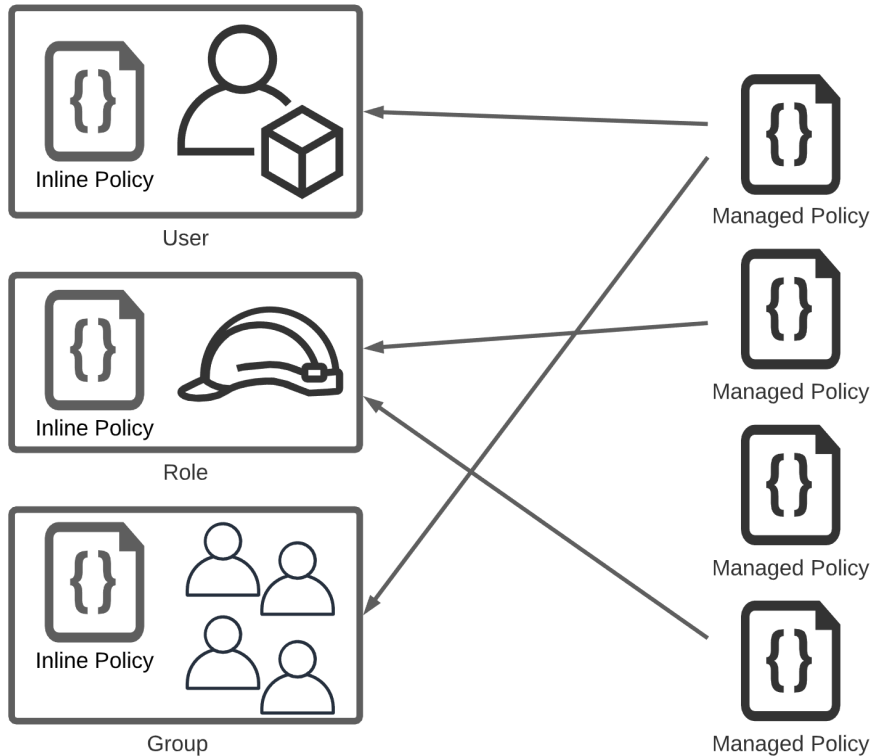 {}
Inline Policy
User
{}
Inline Policy
Role
{}
Inline Policy
Group
{}
Managed Policy
{}
Managed Policy
{}
Managed Policy
{}
Managed Policy